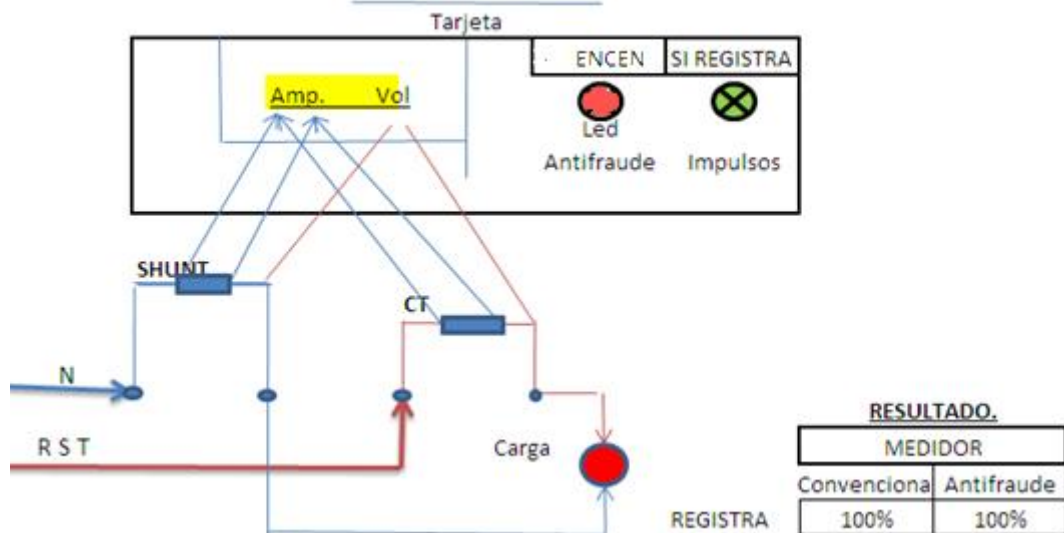 Tarjeta
ENCEN SI REGISTRA
Amp. Vol
Led
Antifraude Impulsos
SHUNT
CT
N
R S T
Carga
RESULTADO.
MEDIDOR
Convenciona Antifraude
REGISTRA 100% 100%